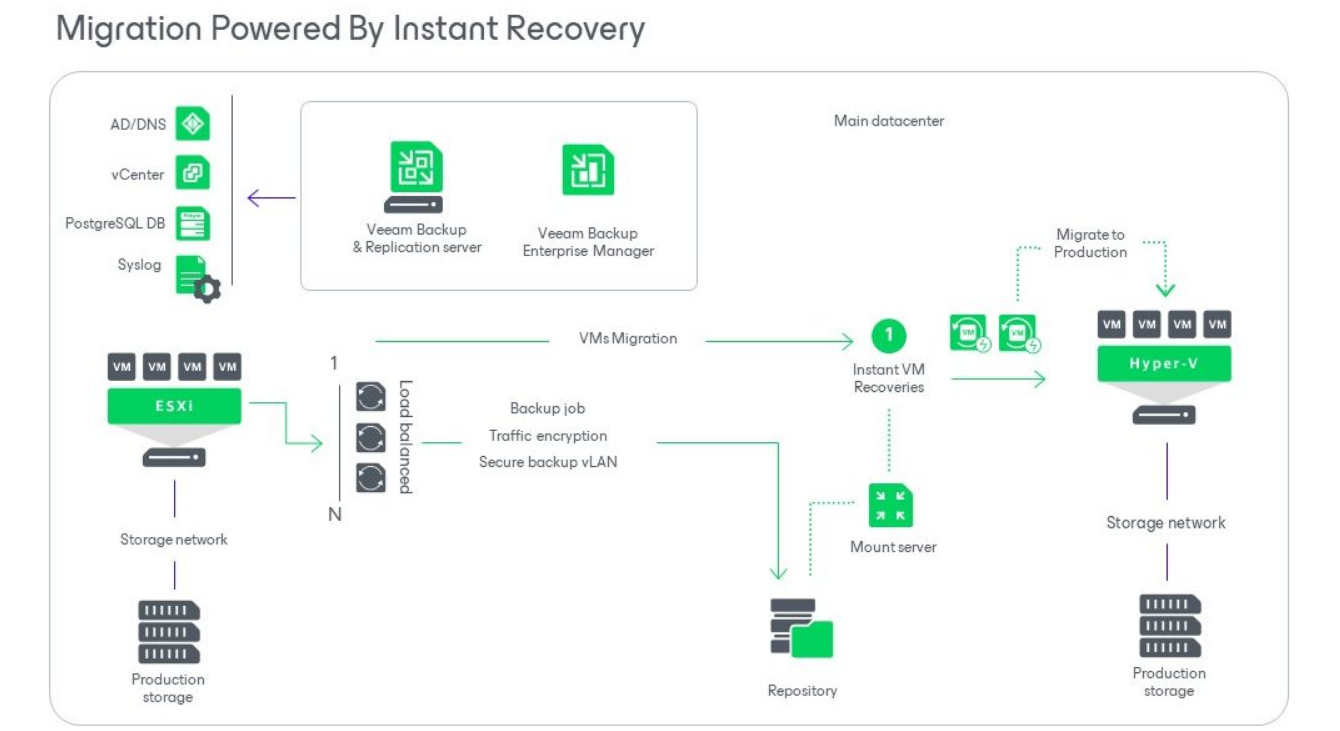 Migration Powered By Instant Recovery
AD/DNS
vCenter
PostgreSQL DB
Syslog
Veeam Backup
& Replication server
Veeam Backup
Enterprise Manager
Main datacenter
Migrate to
Production
VMs Migration
1
Instant VM
Recoveries
VM
VM
VM
VM
VM
VM
Hyper-V
VM
VM
VM
VM
ESXi
1
Load balanced
N
Backup job
Traffic encryption
Secure backup vLAN
Mount server
Storage network
Storage network
Production
storage
Repository
Production
storage